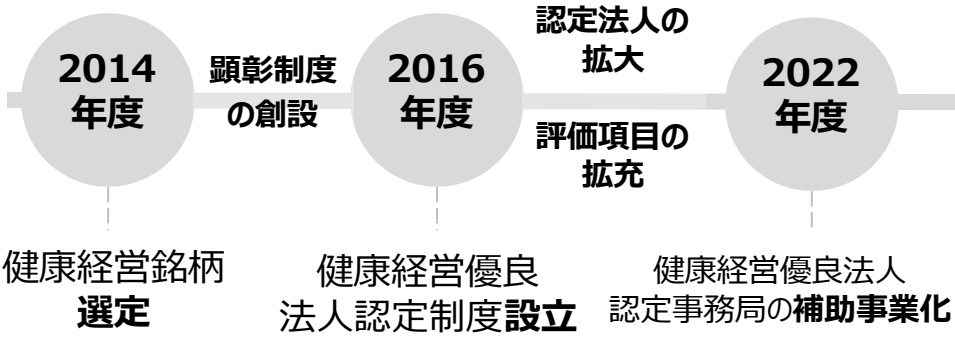 2014
年度
顕彰制度
の創設
2016
年度
認定法人の
拡大
評価項目の
拡充
2022
年度
健康経営銘柄
選定
健康経営優良
法人認定制度設立
健康経営優良法人
認定事務局の補助事業化